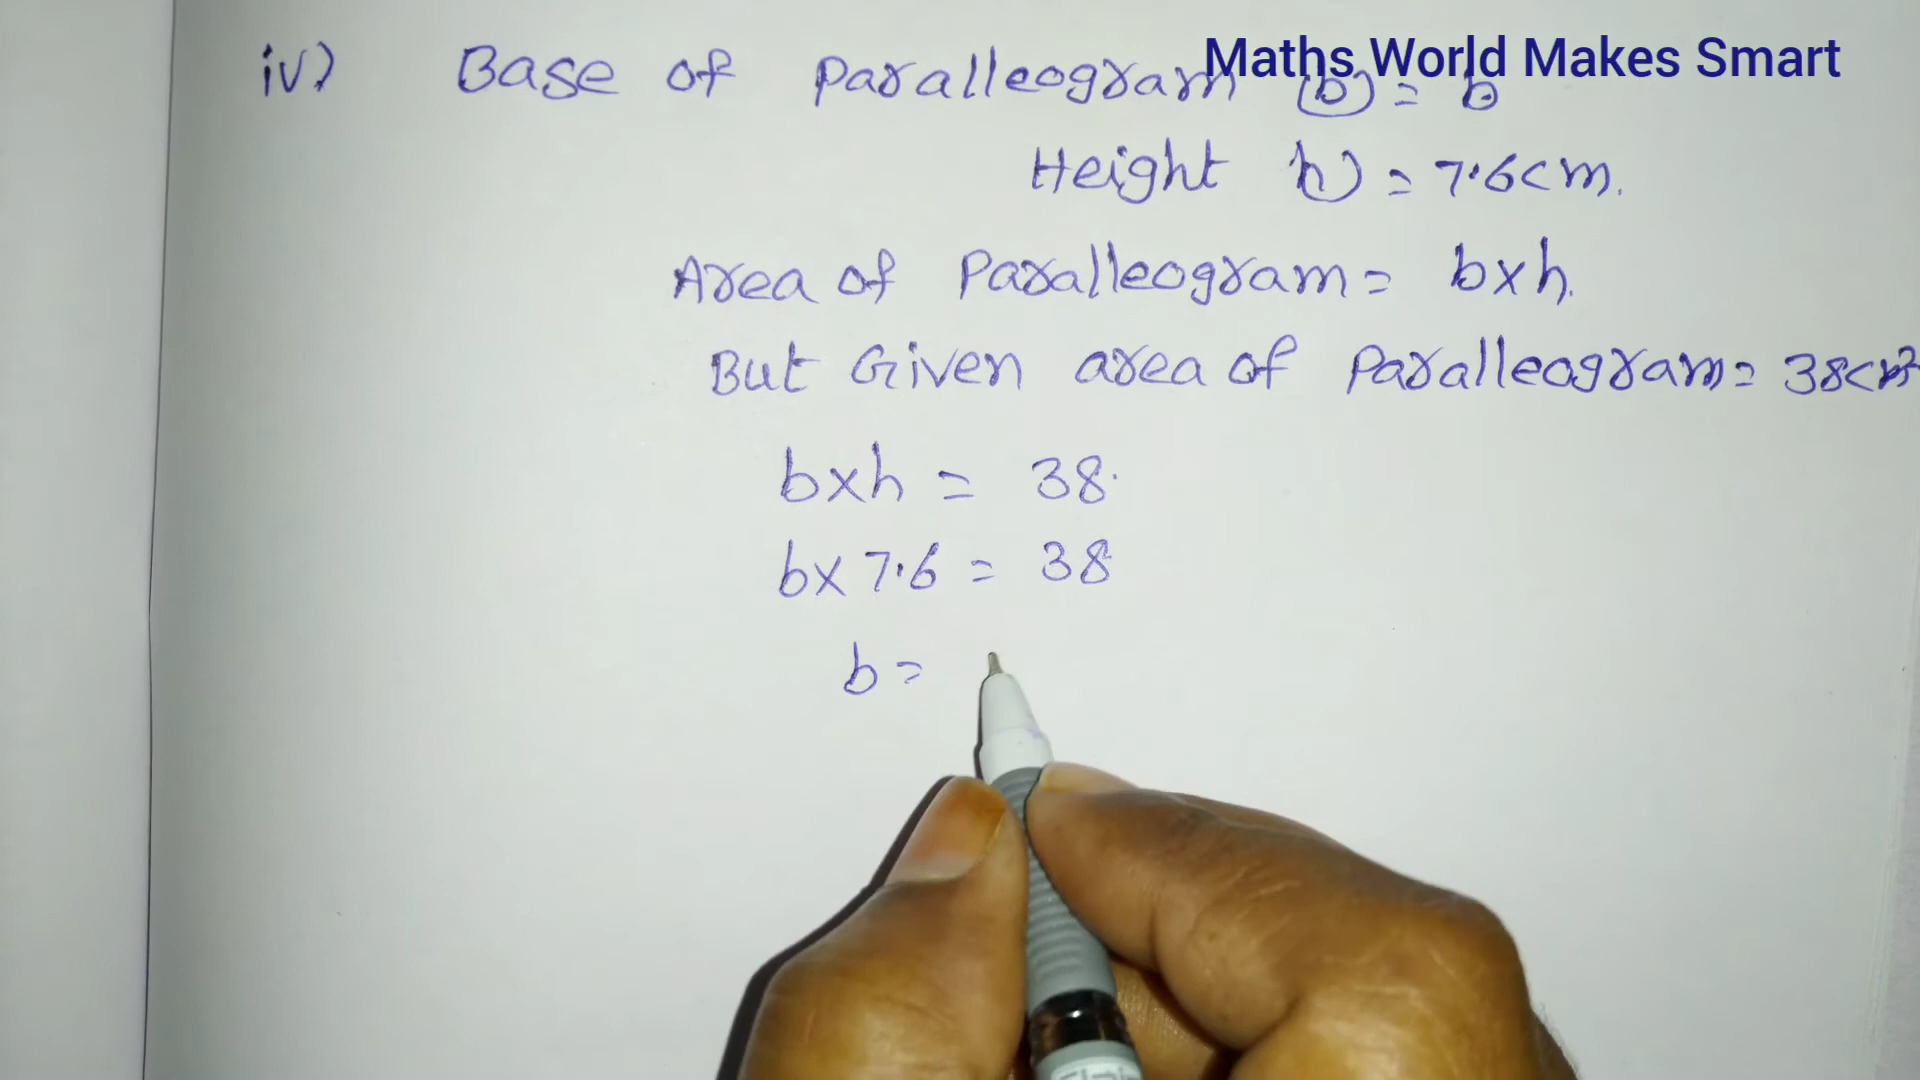 Maths World Makes Smart
iv) Base of Paralleogram (b) = b
Height (h) = 7.6cm.
Area of Paralleogram = b×h.
But Given area of Paralleogram = 38cm²
b×h = 38.
b×7.6 = 38
b =